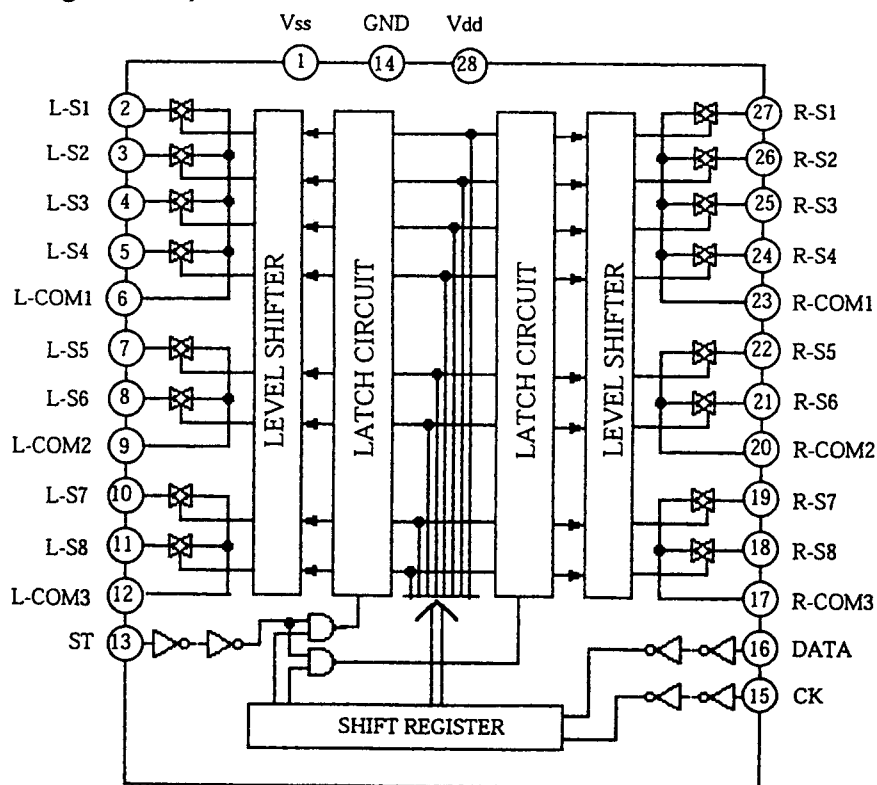 Vss GND Vdd
1 14 28
L-S1 2 27 R-S1
L-S2 3 26 R-S2
L-S3 4 25 R-S3
L-S4 5 24 R-S4
L-COM1 6 23 R-COM1
L-S5 7 22 R-S5
L-S6 8 21 R-S6
L-COM2 9 20 R-COM2
L-S7 10 19 R-S7
L-S8 11 18 R-S8
L-COM3 12 17 R-COM3
ST 13 16 DATA
15 CK
LEVEL SHIFTER
LATCH CIRCUIT
LATCH CIRCUIT
LEVEL SHIFTER
SHIFT REGISTER